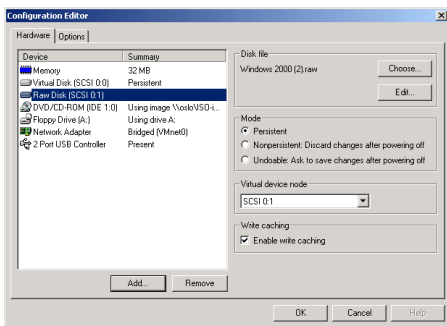 Configuration Editor
Hardware
Options
Device Summary
Memory 32 MB
Virtual Disk (SCSI 0:0) Persistent
Raw Disk (SCSI 0:1)
DVD/CD-ROM (IDE 1:0) Using image \\oslo\ISO-i...
Floppy Drive (A:) Using drive A:
Network Adapter Bridged (VMnet0)
2 Port USB Controller Present
Add...
Remove
Disk file
Windows 2000 (2).raw
Choose...
Edit...
Mode
Persistent
Nonpersistent: Discard changes after powering off
Undoable: Ask to save changes after powering off
Virtual device node
SCSI 0:1
Write caching
Enable write caching
OK
Cancel
Help